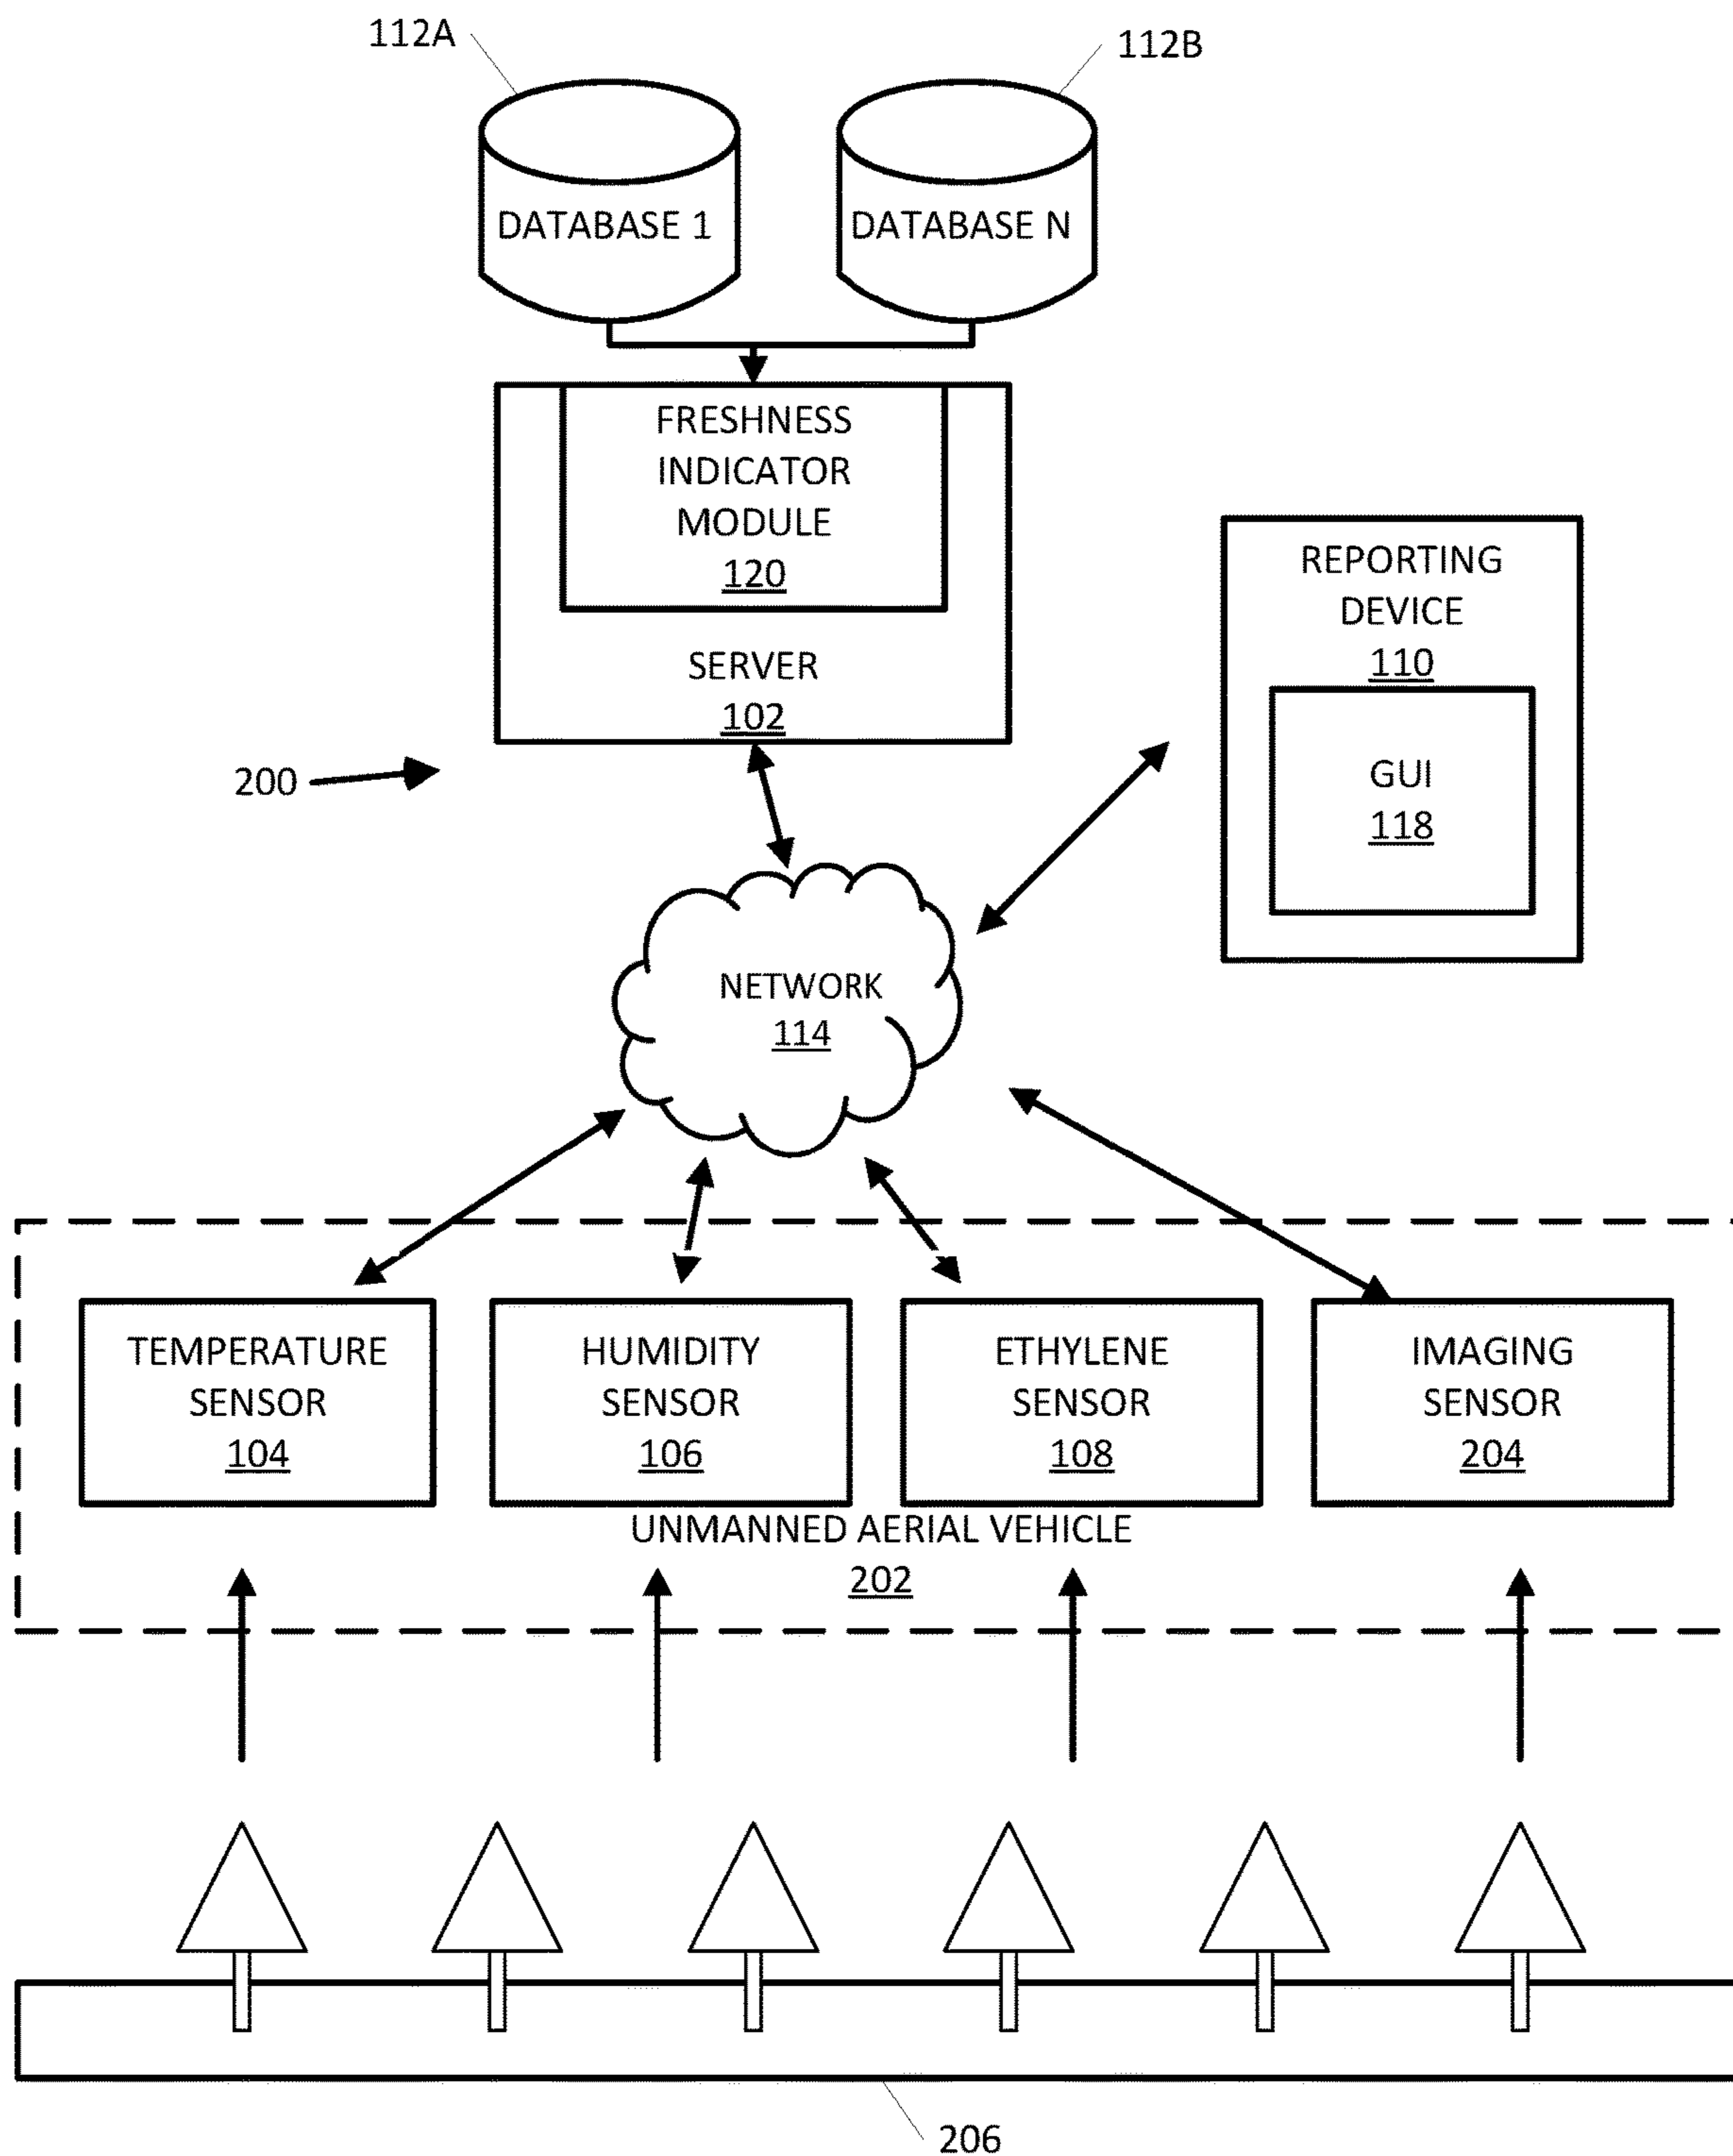 112A
112B
DATABASE 1
DATABASE N
FRESHNESS
INDICATOR
MODULE
120
SERVER
102
REPORTING
DEVICE
110
GUI
118
200
NETWORK
114
TEMPERATURE
SENSOR
104
HUMIDITY
SENSOR
106
ETHYLENE
SENSOR
108
IMAGING
SENSOR
204
UNMANNED AERIAL VEHICLE
202
206